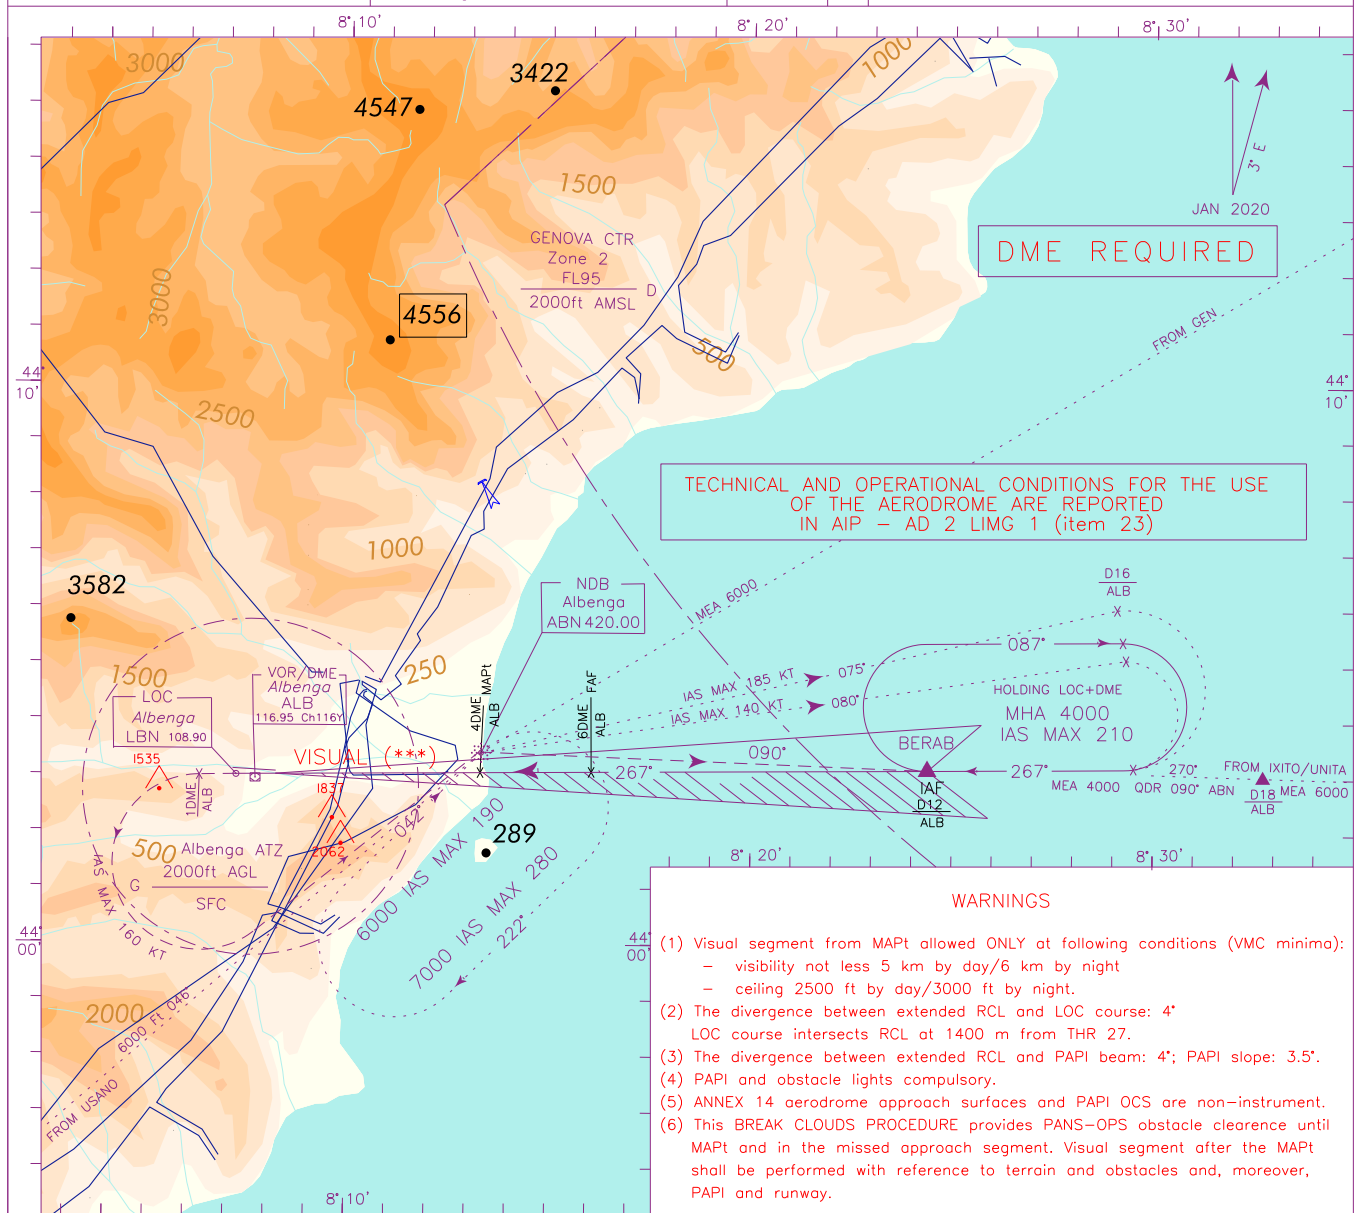 8° 10'
8° 20'
8° 30'
3000
4547
3422
1000
3° E
JAN 2020
1500
GENOVA CTR
Zone 2
FL95
2000ft AMSL
D
DME REQUIRED
3000
4556
FROM GEN
500
44°
10'
44°
10'
2500
TECHNICAL AND OPERATIONAL CONDITIONS FOR THE USE
OF THE AERODROME ARE REPORTED
IN AIP – AD 2 LIMG 1 (item 23)
1000
3582
NDB
Albenga
ABN 420.00
MEA 6000
D16
ALB
087°
1500
250
LOC
Albenga
LBN 108.90
VOR/DME
Albenga
ALB
116.95 Ch116Y
4DME MAPt
ALB
6DME FAF
ALB
IAS MAX 185 KT 075°
IAS MAX 140 KT 080°
HOLDING LOC+DME
MHA 4000
IAS MAX 210
BERAB
VISUAL (***)
090°
267°
267°
270°
FROM IXITO/UNITA
MEA 4000 QDR 090° ABN
D18
ALB
MEA 6000
IAF
D12
ALB
1535
1DME
ALB
1831
2062
042°
289
500
Albenga ATZ
2000ft AGL
G
SFC
IAS MAX 160 KT
6000 IAS MAX 190
7000 IAS MAX 280
222°
8° 20'
8° 30'
44°
00'
44°
00'
2000
6000 Ft 046°
FROM USANO
8° 10'
WARNINGS
(1) Visual segment from MAPt allowed ONLY at following conditions (VMC minima):
– visibility not less 5 km by day/6 km by night
– ceiling 2500 ft by day/3000 ft by night.
(2) The divergence between extended RCL and LOC course: 4°
LOC course intersects RCL at 1400 m from THR 27.
(3) The divergence between extended RCL and PAPI beam: 4°; PAPI slope: 3.5°.
(4) PAPI and obstacle lights compulsory.
(5) ANNEX 14 aerodrome approach surfaces and PAPI OCS are non–instrument.
(6) This BREAK CLOUDS PROCEDURE provides PANS–OPS obstacle clearence until
MAPt and in the missed approach segment. Visual segment after the MAPt
shall be performed with reference to terrain and obstacles and, moreover,
PAPI and runway.